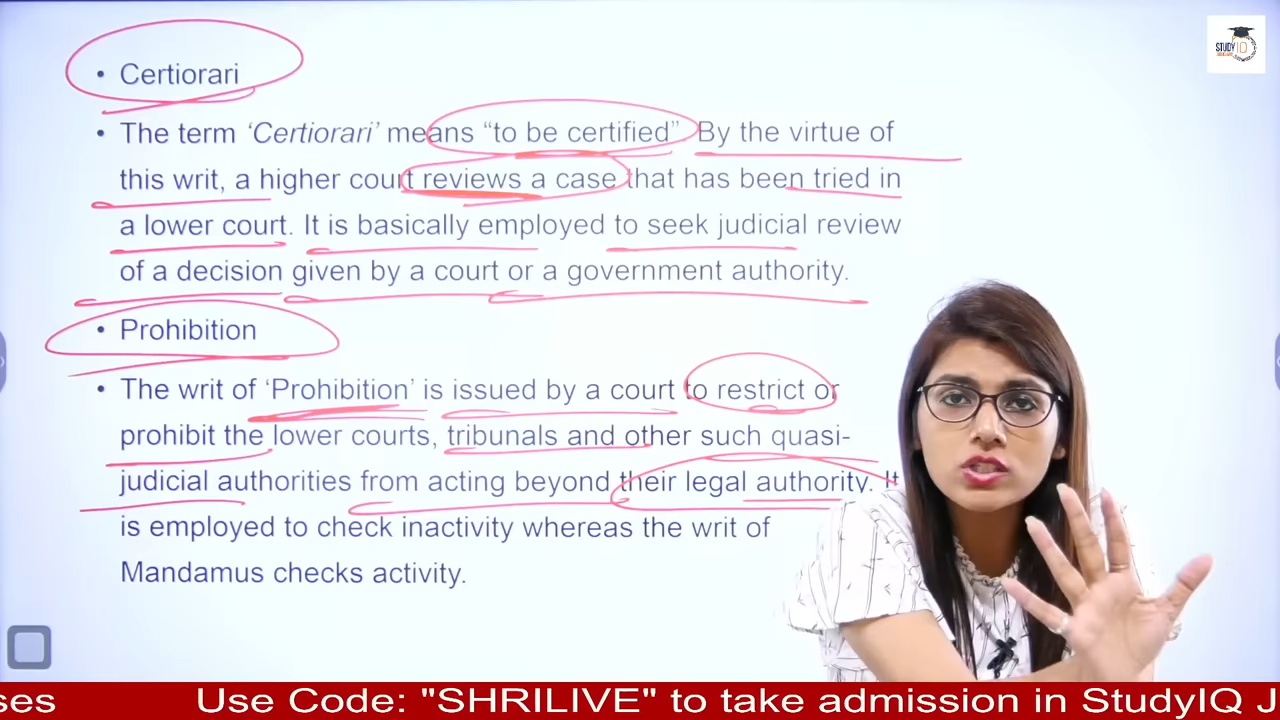 • Certiorari
• The term ‘Certiorari’ means “to be certified”. By the virtue of
this writ, a higher court reviews a case that has been tried in
a lower court. It is basically employed to seek judicial review
of a decision given by a court or a government authority.
• Prohibition
• The writ of ‘Prohibition’ is issued by a court to restrict or
prohibit the lower courts, tribunals and other such quasi-
judicial authorities from acting beyond their legal authority. It
is employed to check inactivity whereas the writ of
Mandamus checks activity.
STUDY IQ
ses Use Code: "SHRILIVE" to take admission in StudyIQ J